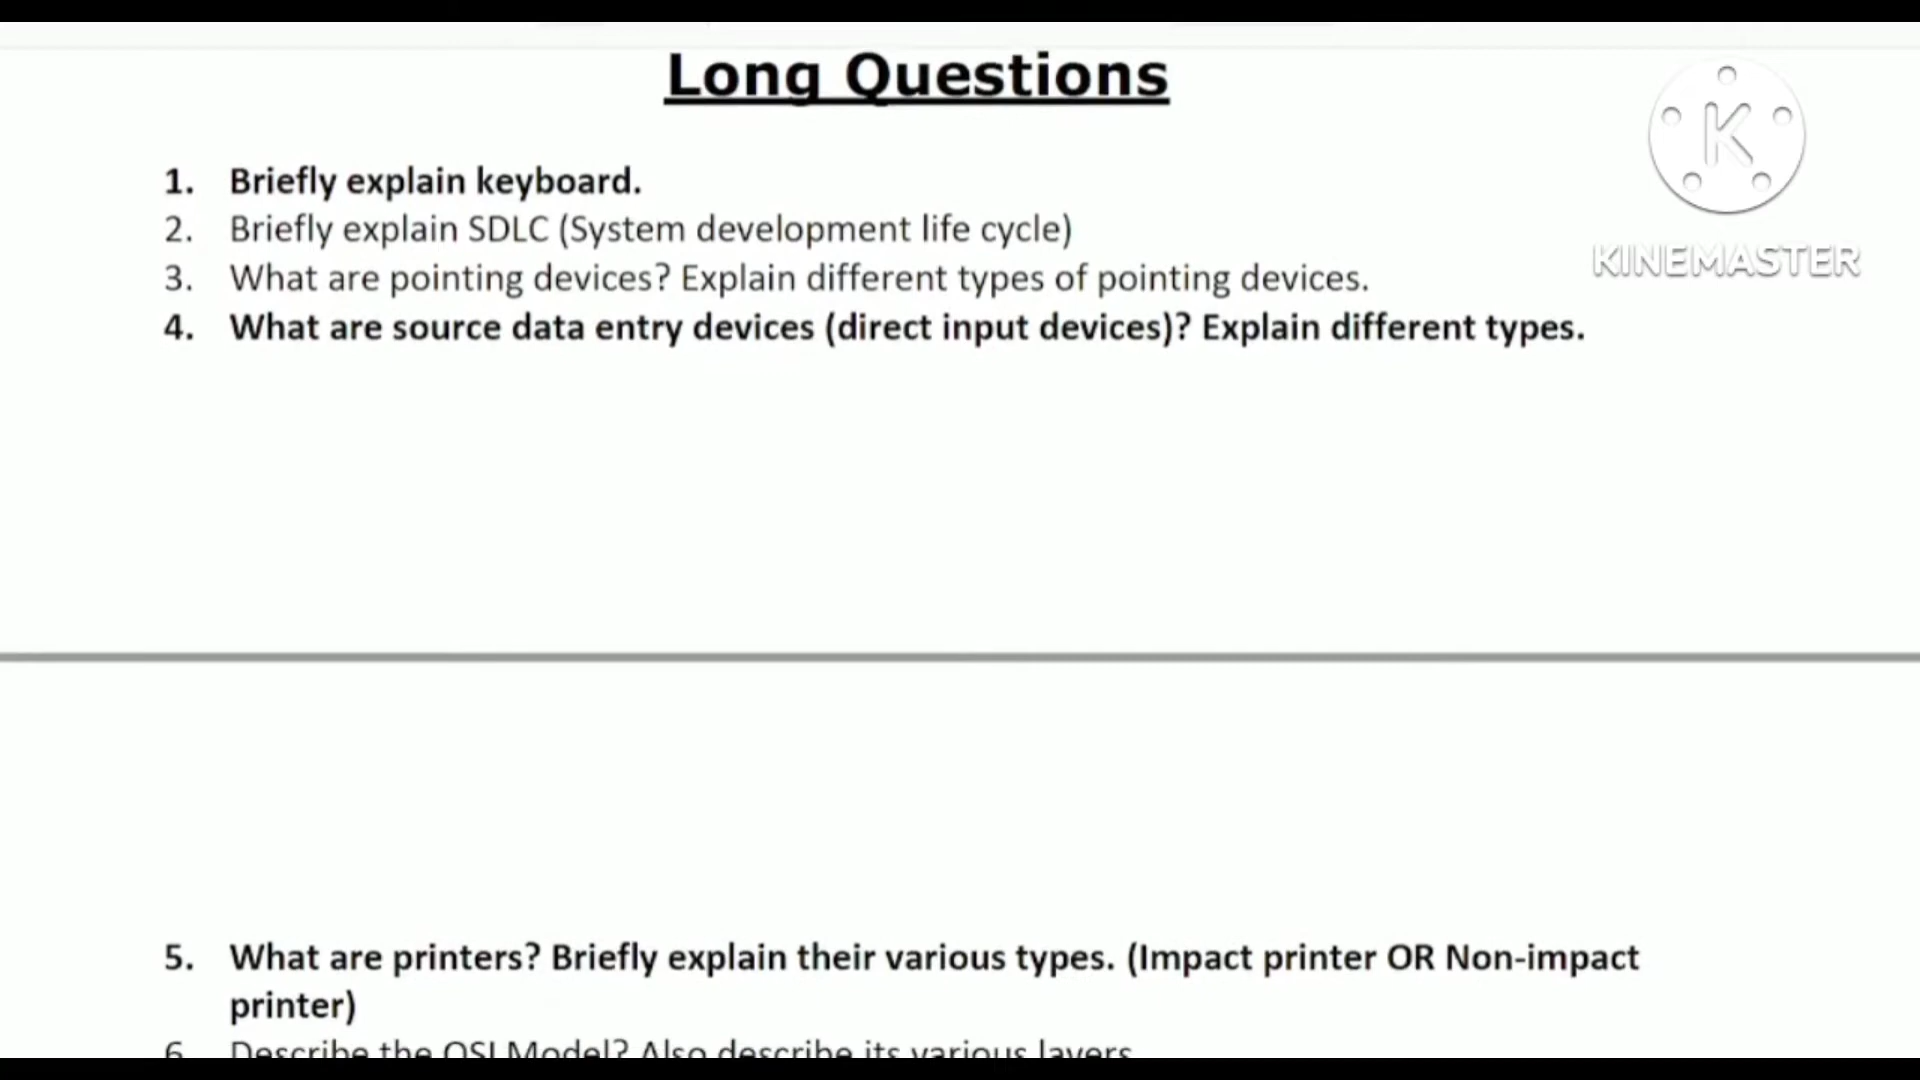 Long Questions
K
KINEMASTER
1. Briefly explain keyboard.
2. Briefly explain SDLC (System development life cycle)
3. What are pointing devices? Explain different types of pointing devices.
4. What are source data entry devices (direct input devices)? Explain different types.
5. What are printers? Briefly explain their various types. (Impact printer OR Non-impact
printer)
6. Describe the OSI Model? Also describe its various layers